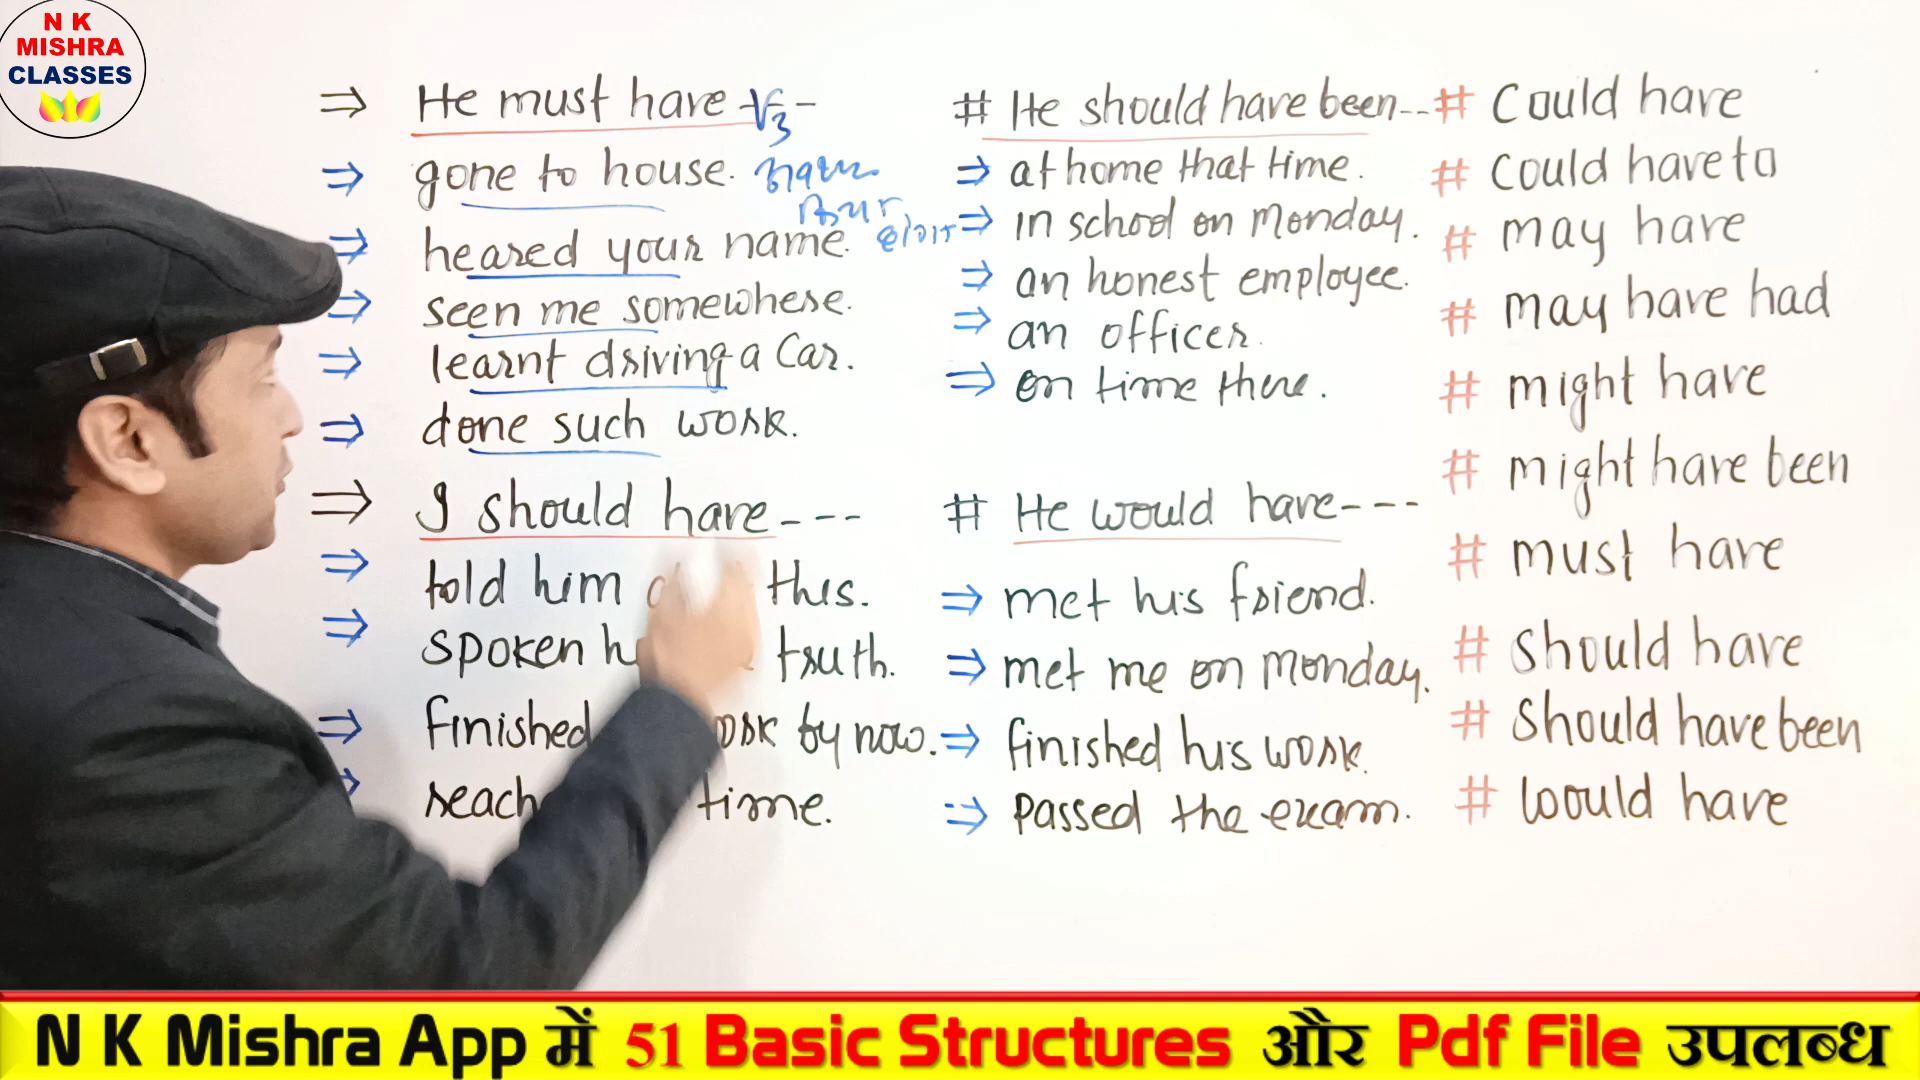 N K
MISHRA
CLASSES
⇒ He must have V3 -
⇒ gone to house.
⇒ heared your name.
⇒ seen me somewhere.
⇒ learnt driving a Car.
⇒ done such work.
⇒ I should have ---
⇒ told him this.
⇒ spoken truth.
⇒ finished by now.
⇒ time.
# He should have been --
⇒ at home that time.
⇒ in school on Monday.
⇒ an honest employee.
⇒ an officer.
⇒ on time there.
# He would have ---
⇒ met his friend.
⇒ met me on Monday.
⇒ finished his work.
⇒ Passed the exam.
# Could have
# Could have to
# may have
# may have had
# might have
# might have been
# must have
# Should have
# Should have been
# Would have
N K Mishra App में 51 Basic Structures और Pdf File उपलब्ध